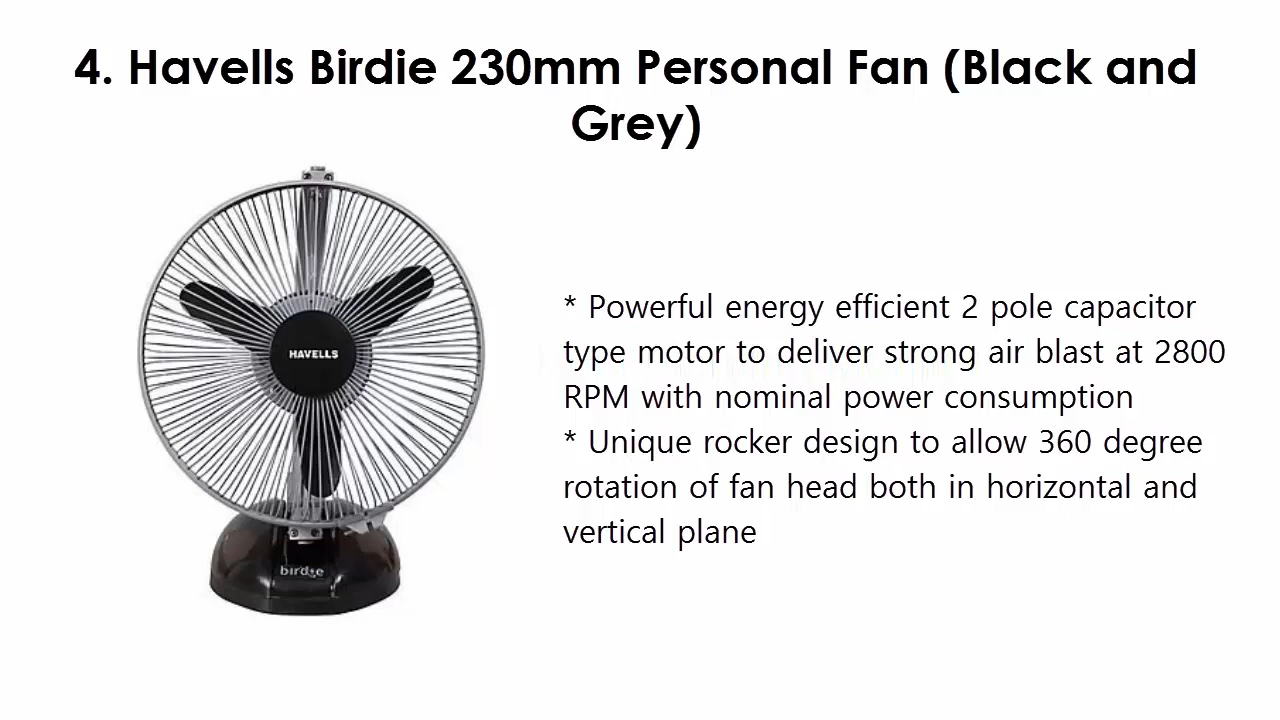 4. Havells Birdie 230mm Personal Fan (Black and
Grey)
HAVELLS
birdie
* Powerful energy efficient 2 pole capacitor
type motor to deliver strong air blast at 2800
RPM with nominal power consumption
* Unique rocker design to allow 360 degree
rotation of fan head both in horizontal and
vertical plane